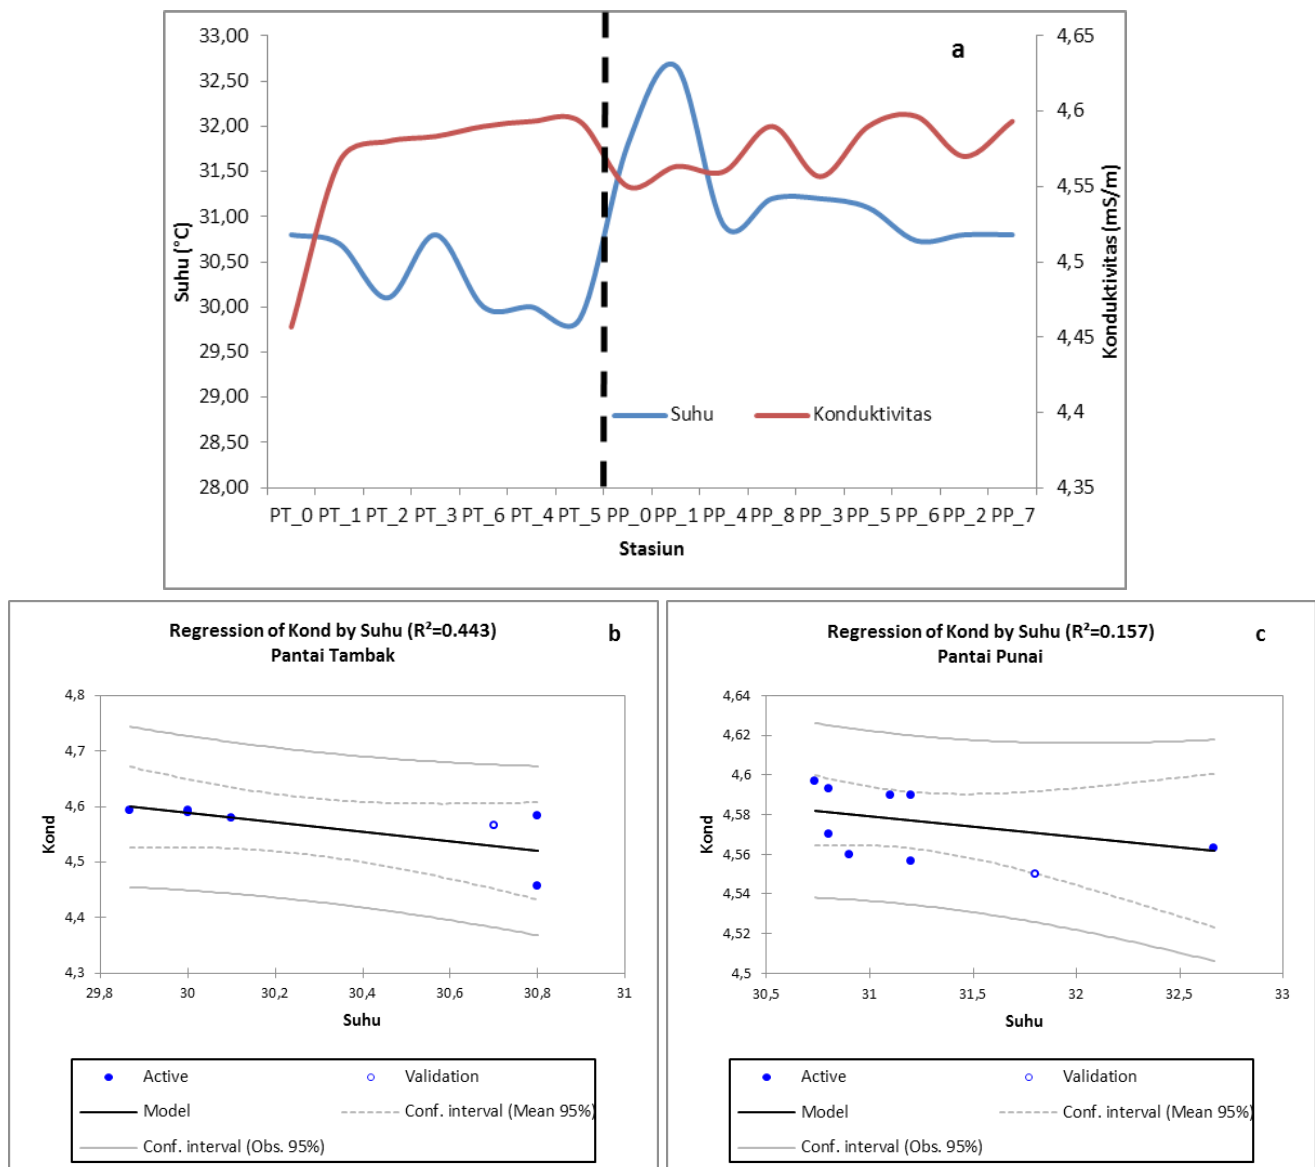 a
33,00
32,50
32,00
31,50
31,00
30,50
30,00
29,50
29,00
28,50
28,00
Suhu (°C)
4,65
4,6
4,55
4,5
4,45
4,4
4,35
Konduktivitas (mS/m)
Suhu Konduktivitas
PT_0 PT_1 PT_2 PT_3 PT_6 PT_4 PT_5 PP_0 PP_1 PP_4 PP_8 PP_3 PP_5 PP_6 PP_2 PP_7
Stasiun
Regression of Kond by Suhu (R²=0.443)
Pantai Tambak
b
4,8
4,7
4,6
4,5
4,4
4,3
Kond
29,8 30 30,2 30,4 30,6 30,8 31
Suhu
Active Validation
Model Conf. interval (Mean 95%)
Conf. interval (Obs. 95%)
Regression of Kond by Suhu (R²=0.157)
Pantai Punai
c
4,64
4,62
4,6
4,58
4,56
4,54
4,52
4,5
Kond
30,5 31 31,5 32 32,5 33
Suhu
Active Validation
Model Conf. interval (Mean 95%)
Conf. interval (Obs. 95%)